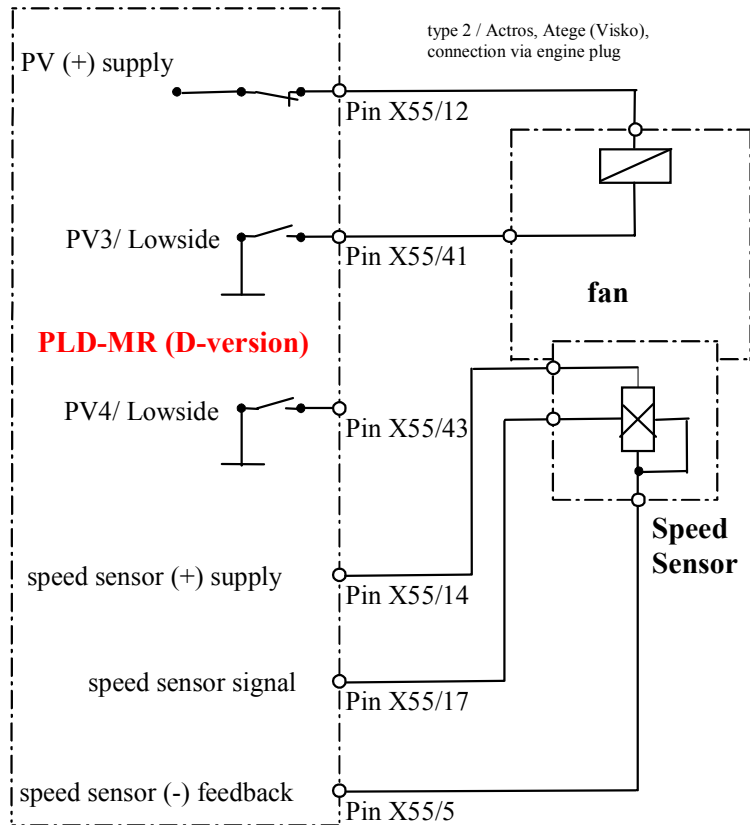 type 2 / Actros, Atege (Visko),
connection via engine plug
PV (+) supply
Pin X55/12
PV3/ Lowside
Pin X55/41
fan
PLD-MR (D-version)
PV4/ Lowside
Pin X55/43
Speed
Sensor
speed sensor (+) supply
Pin X55/14
speed sensor signal
Pin X55/17
speed sensor (-) feedback
Pin X55/5